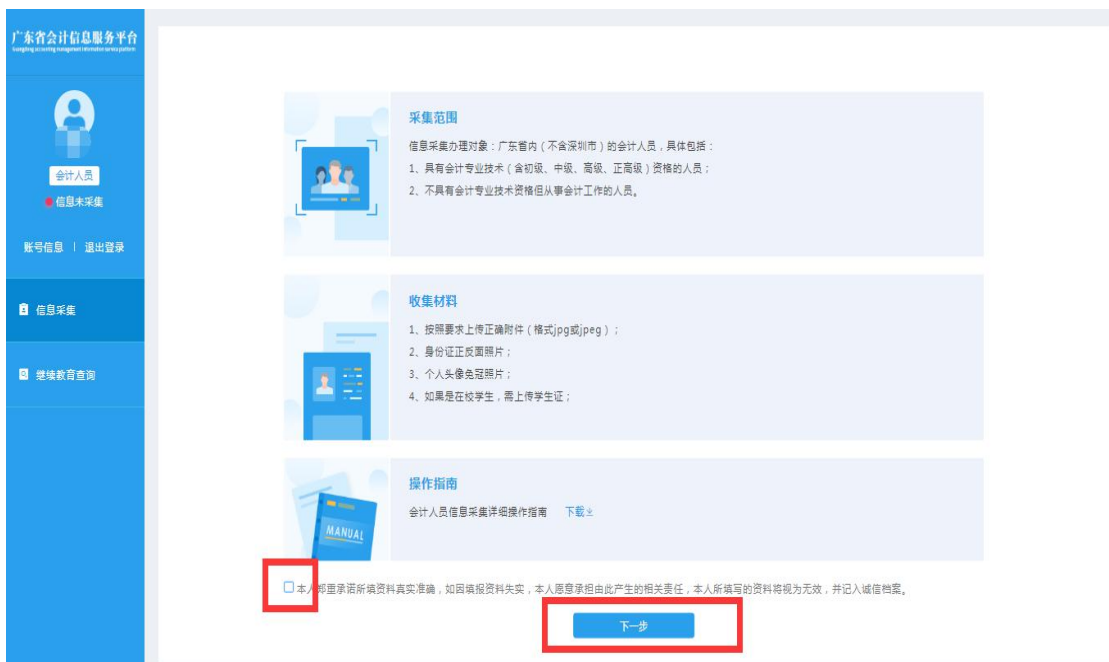 广东省会计信息服务平台
Guangdong accounting management information service platform
会计人员
信息未采集
账号信息 | 退出登录
信息采集
继续教育查询
采集范围
信息采集办理对象：广东省内（不含深圳市）的会计人员，具体包括：
1、具有会计专业技术（含初级、中级、高级、正高级）资格的人员；
2、不具有会计专业技术资格但从事会计工作的人员。
收集材料
1、按照要求上传正确附件（格式jpg或jpeg）；
2、身份证正反面照片；
3、个人头像免冠照片；
4、如果是在校学生，需上传学生证；
操作指南
会计人员信息采集详细操作指南 下载
MANUAL
本人郑重承诺所填资料真实准确，如因填报资料失实，本人愿意承担由此产生的相关责任，本人所填写的资料将视为无效，并记入诚信档案。
下一步